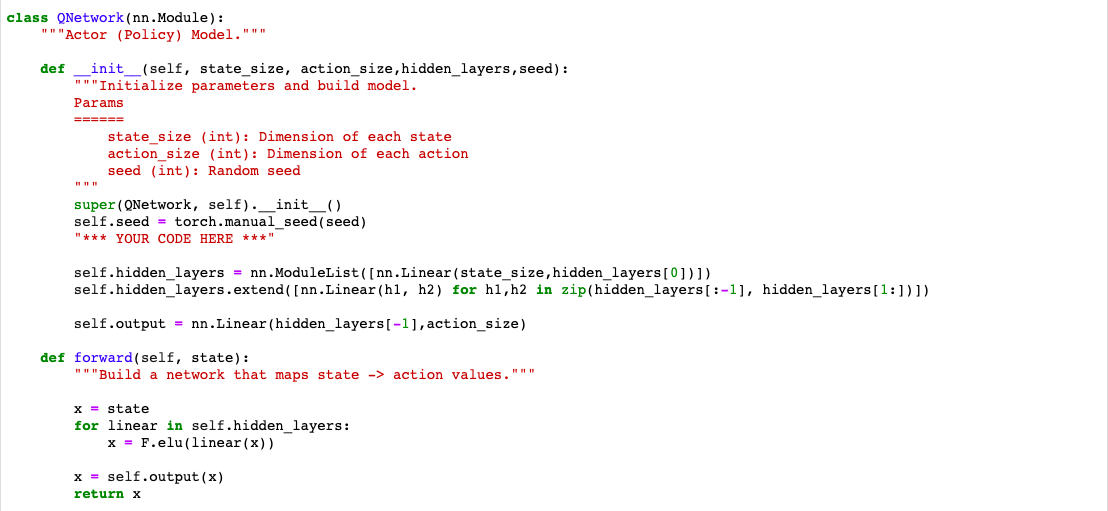 class QNetwork(nn.Module):
    """Actor (Policy) Model."""
    def __init__(self, state_size, action_size,hidden_layers,seed):
        """Initialize parameters and build model.
        Params
        ======
            state_size (int): Dimension of each state
            action_size (int): Dimension of each action
            seed (int): Random seed
        """
        super(QNetwork, self).__init__()
        self.seed = torch.manual_seed(seed)
        "*** YOUR CODE HERE ***"
        self.hidden_layers = nn.ModuleList([nn.Linear(state_size,hidden_layers[0])])
        self.hidden_layers.extend([nn.Linear(h1, h2) for h1,h2 in zip(hidden_layers[:-1], hidden_layers[1:])])
        self.output = nn.Linear(hidden_layers[-1],action_size)
    def forward(self, state):
        """Build a network that maps state -> action values."""
        x = state
        for linear in self.hidden_layers:
            x = F.elu(linear(x))
        x = self.output(x)
        return x